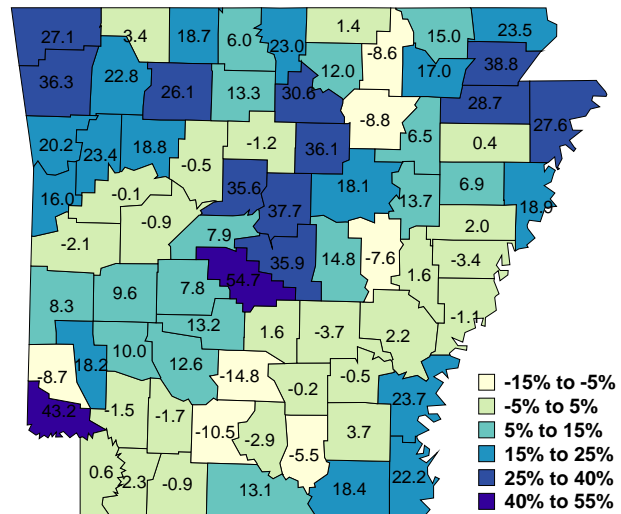 27.1 3.4 18.7 6.0 23.0 1.4 -8.6 15.0 23.5
36.3 22.8 26.1 13.3 30.6 12.0 17.0 38.8
-8.8 28.7 27.6
20.2 23.4 18.8 -0.5 -1.2 36.1 6.5 0.4
16.0 -0.1 35.6 37.7 18.1 13.7 6.9 18.9
-2.1 -0.9 7.9 35.9 14.8 -7.6 1.6 2.0 -3.4
8.3 9.6 7.8 54.7 -1.1
13.2 1.6 -3.7 2.2
-8.7 18.2 10.0 12.6 -14.8 -0.2 -0.5 23.7
43.2 -1.5 -1.7 -10.5 -2.9 -5.5 3.7
0.6 -2.3 -0.9 13.1 18.4 22.2
-15% to -5%
-5% to 5%
5% to 15%
15% to 25%
25% to 40%
40% to 55%